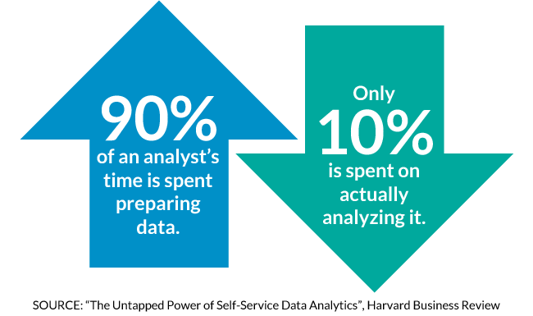 90%
of an analyst's
time is spent
preparing
data.
Only
10%
is spent on
actually
analyzing it.
SOURCE: “The Untapped Power of Self-Service Data Analytics”, Harvard Business Review